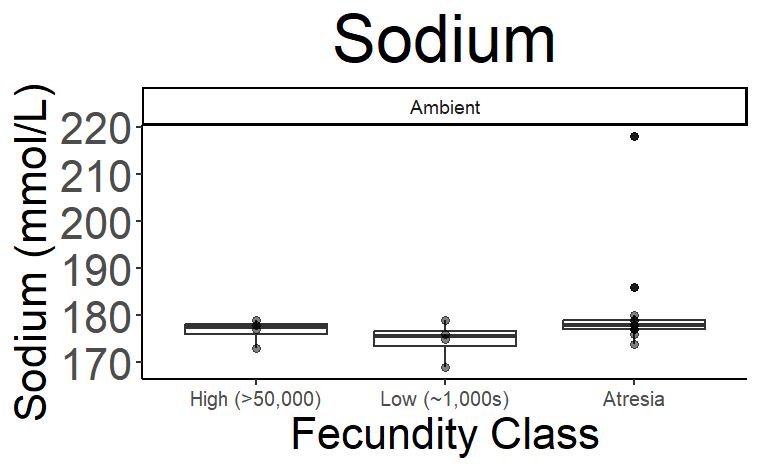 Sodium
Ambient
Sodium (mmol/L)
220
210
200
190
180
170
High (>50,000) Low (~1,000s) Atresia
Fecundity Class